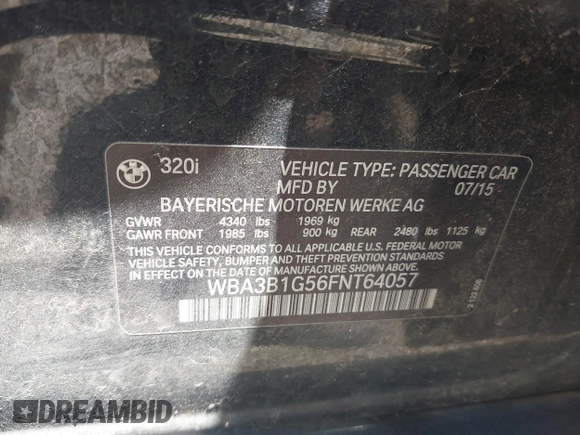 BMW
320i
VEHICLE TYPE: PASSENGER CAR
MFD BY 07/15
BAYERISCHE MOTOREN WERKE AG
GVWR 4340 lbs 1969 kg
GAWR FRONT 1985 lbs 900 kg REAR 2480 lbs 1125 kg
THIS VEHICLE CONFORMS TO ALL APPLICABLE U.S. FEDERAL MOTOR
VEHICLE SAFETY, BUMPER AND THEFT PREVENTION STANDARDS IN
EFFECT ON THE DATE OF MANUFACTURE SHOWN ABOVE.
WBA3B1G56FNT64057
DREAMBID